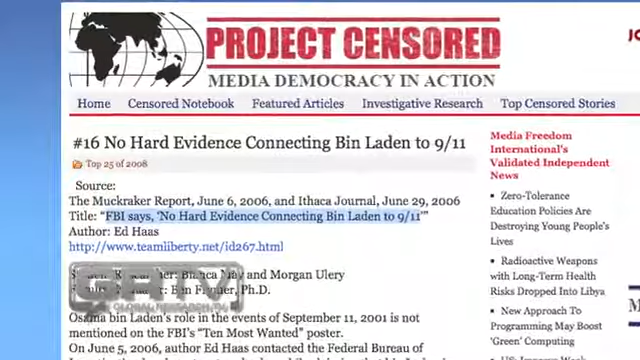 PROJECT CENSORED
MEDIA DEMOCRACY IN ACTION
Home Censored Notebook Featured Articles Investigative Research Top Censored Stories
#16 No Hard Evidence Connecting Bin Laden to 9/11
Top 25 of 2008
Source:
The Muckraker Report, June 6, 2006, and Ithaca Journal, June 29, 2006
Title: “FBI says, ‘No Hard Evidence Connecting Bin Laden to 9/11’”
Author: Ed Haas
http://www.teamliberty.net/id267.html
Bianca May and Morgan Ulery
Ph.D.
GRTV
GLOBALRESEARCH.CA
Osama bin Laden’s role in the events of September 11, 2001 is not
mentioned on the FBI’s “Ten Most Wanted” poster.
On June 5, 2006, author Ed Haas contacted the Federal Bureau of
Media Freedom
International's
Validated Independent
News
Zero-Tolerance
Education Policies Are
Destroying Young People's
Lives
Radioactive Weapons
with Long-Term Health
Risks Dropped Into Libya
New Approach To
Programming May Boost
'Green' Computing